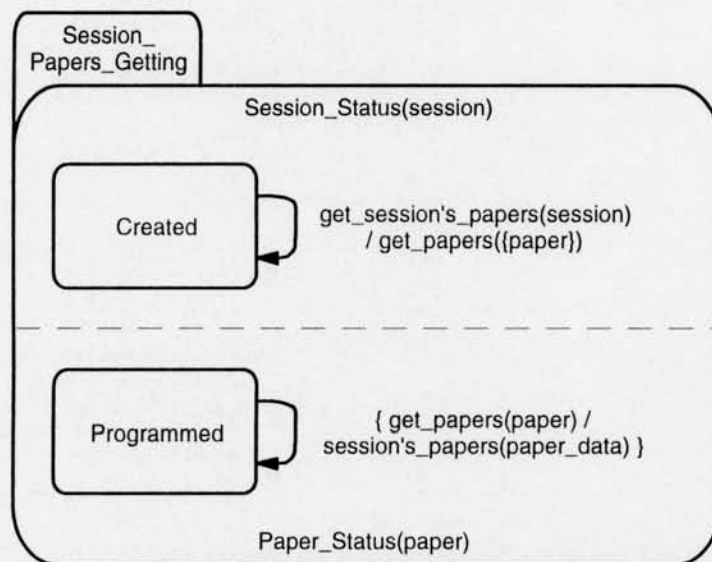 Session_
Papers_Getting
Session_Status(session)
Created
get_session's_papers(session)
/ get_papers({paper})
Programmed
{ get_papers(paper) /
session's_papers(paper_data) }
Paper_Status(paper)